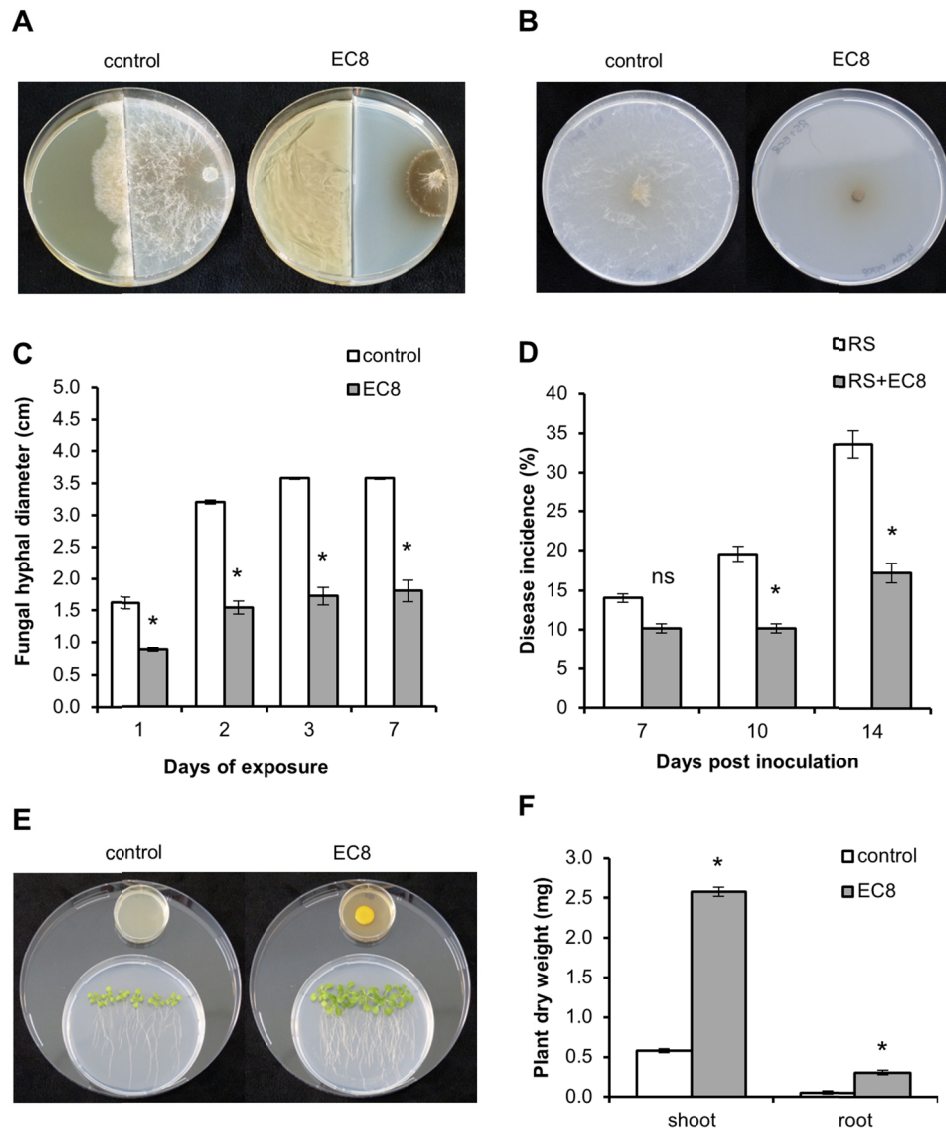 A
control
EC8
B
control
EC8
C
control
EC8
Fungal hyphal diameter (cm)
5.0
4.5
4.0
3.5
3.0
2.5
2.0
1.5
1.0
0.5
0.0
*
*
*
*
1
2
3
7
Days of exposure
D
RS
RS+EC8
Disease incidence (%)
40
35
30
25
20
15
10
5
0
ns
*
*
7
10
14
Days post inoculation
E
control
EC8
F
control
EC8
Plant dry weight (mg)
3.0
2.5
2.0
1.5
1.0
0.5
0.0
*
*
shoot
root